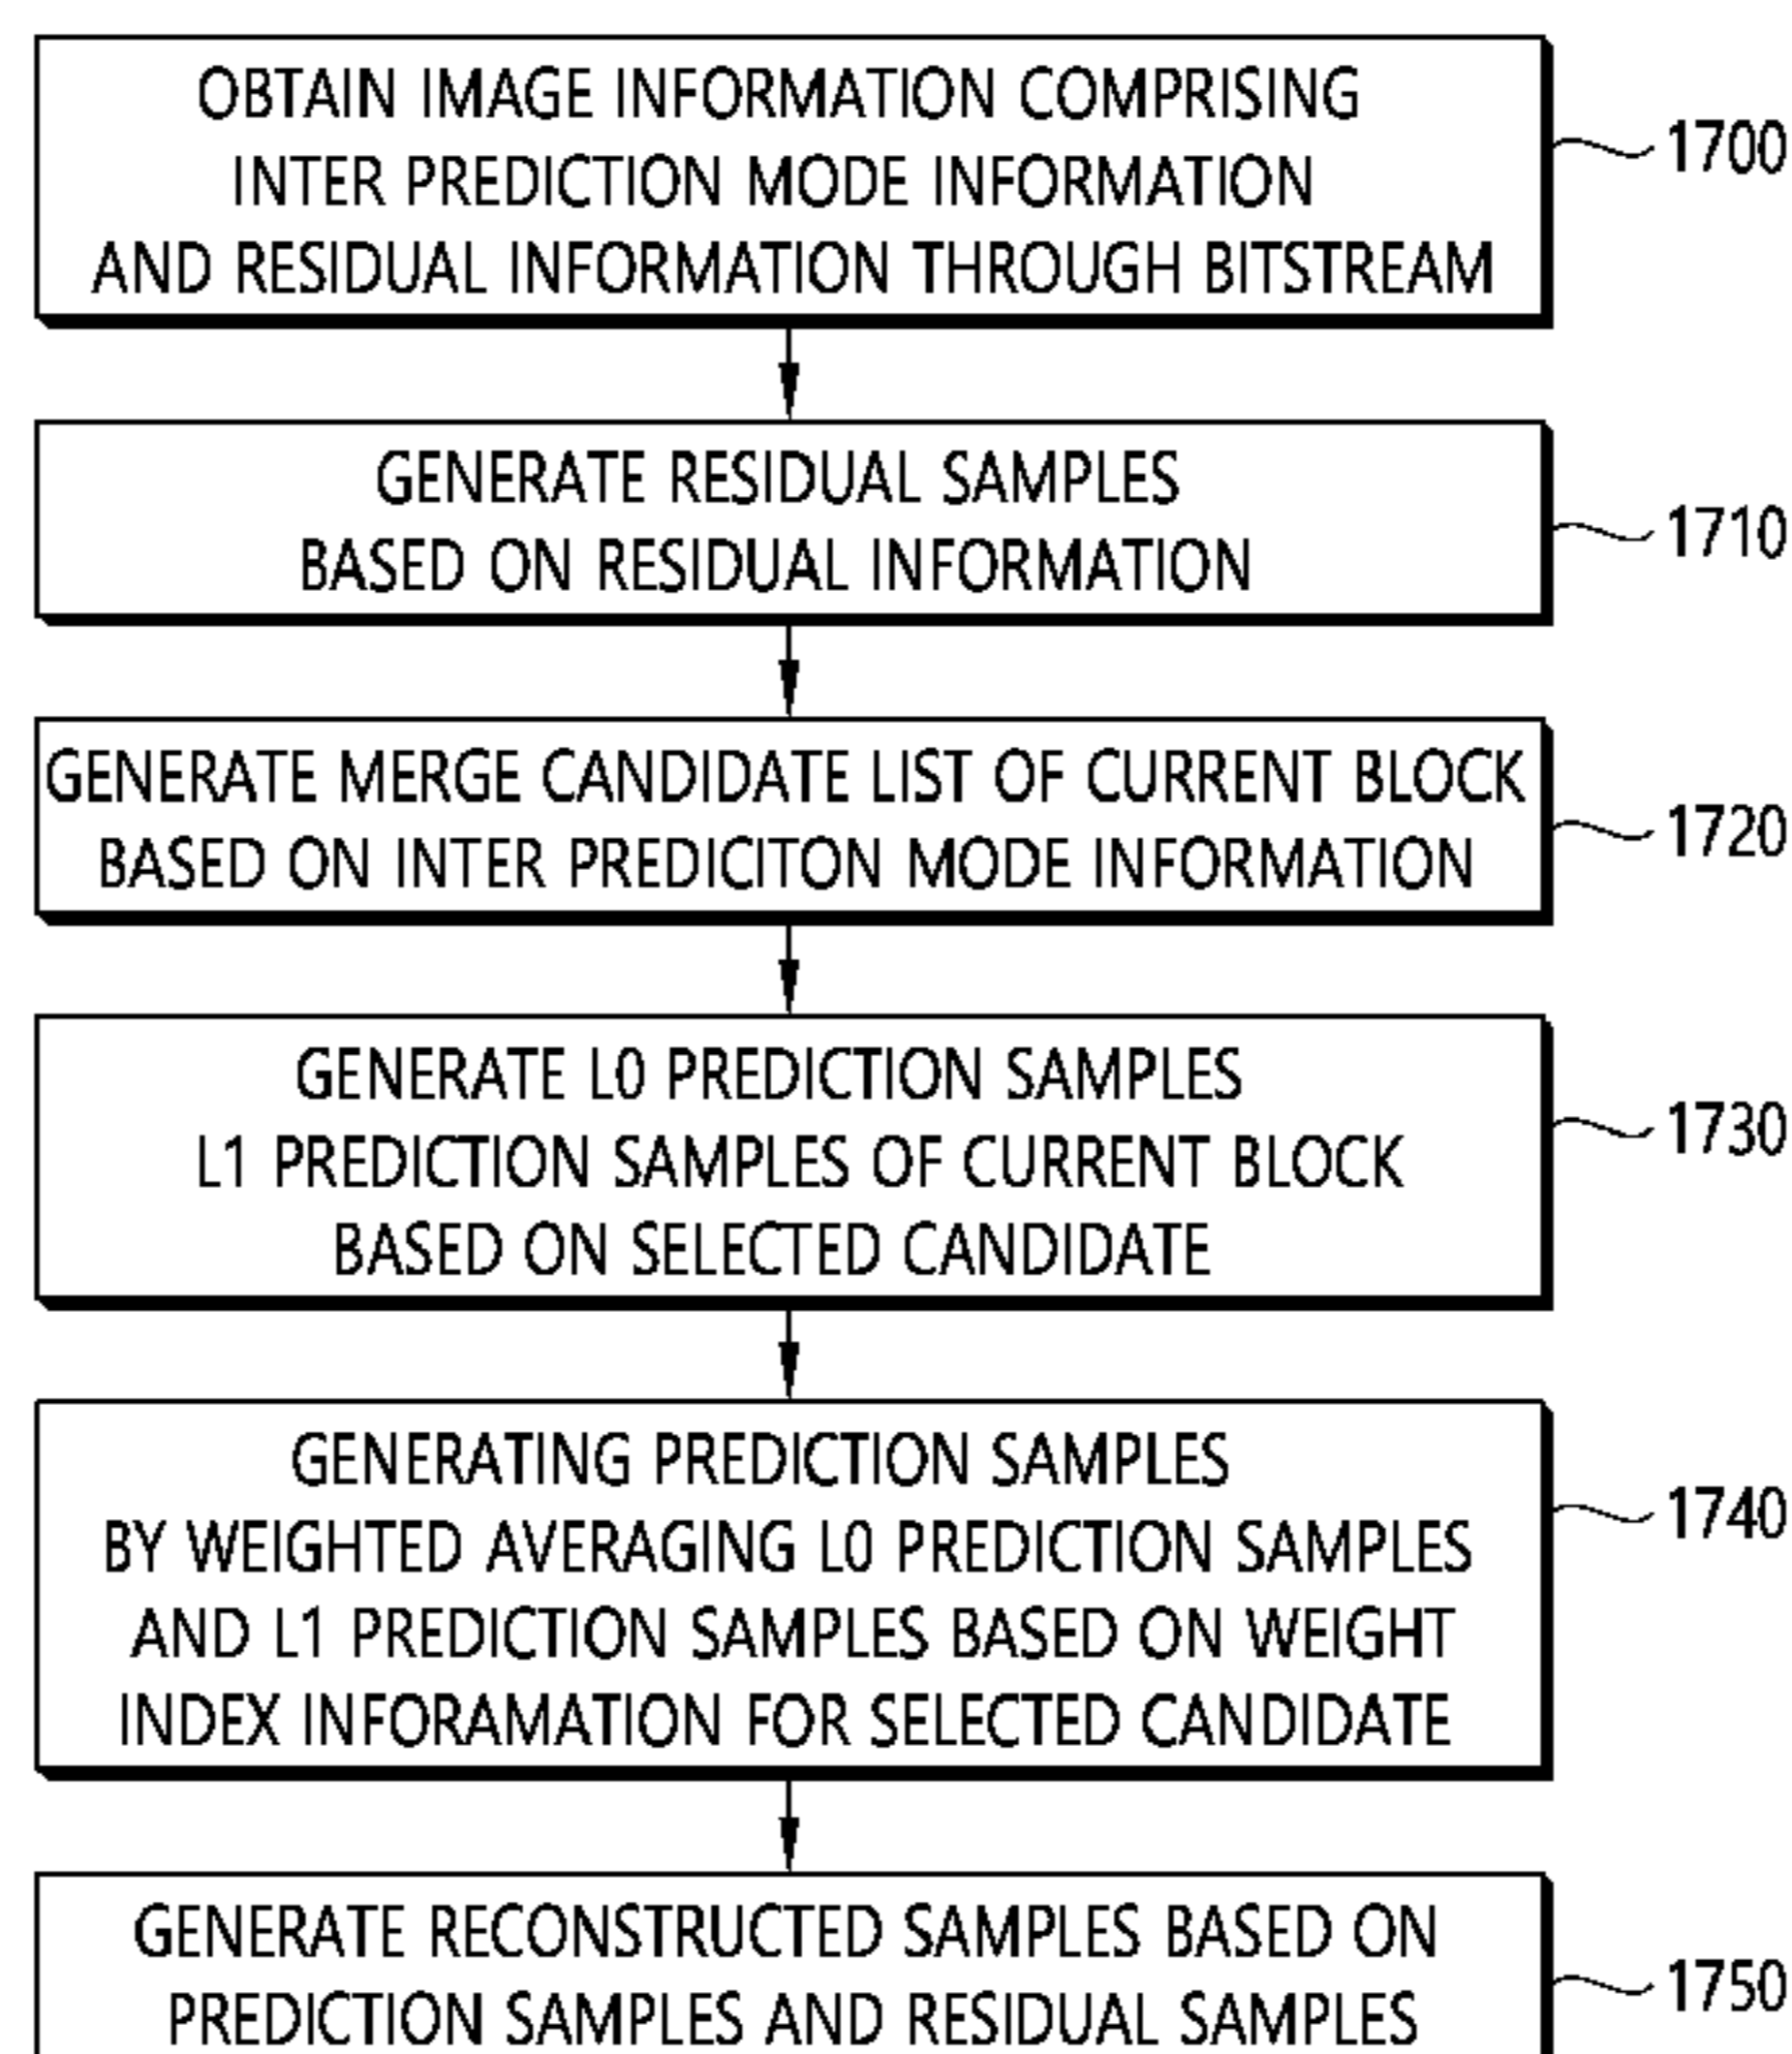 OBTAIN IMAGE INFORMATION COMPRISING
INTER PREDICTION MODE INFORMATION
AND RESIDUAL INFORMATION THROUGH BITSTREAM
1700
GENERATE RESIDUAL SAMPLES
BASED ON RESIDUAL INFORMATION
1710
GENERATE MERGE CANDIDATE LIST OF CURRENT BLOCK
BASED ON INTER PREDICITON MODE INFORMATION
1720
GENERATE L0 PREDICTION SAMPLES
L1 PREDICTION SAMPLES OF CURRENT BLOCK
BASED ON SELECTED CANDIDATE
1730
GENERATING PREDICTION SAMPLES
BY WEIGHTED AVERAGING L0 PREDICTION SAMPLES
AND L1 PREDICTION SAMPLES BASED ON WEIGHT
INDEX INFORAMATION FOR SELECTED CANDIDATE
1740
GENERATE RECONSTRUCTED SAMPLES BASED ON
PREDICTION SAMPLES AND RESIDUAL SAMPLES
1750